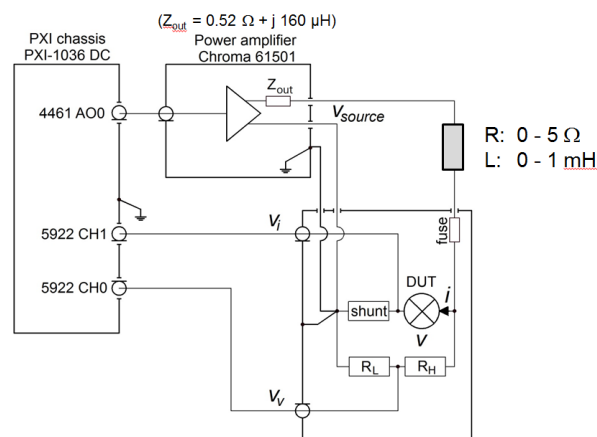 (Zout = 0.52 Ω + j 160 µH)
PXI chassis
PXI-1036 DC
Power amplifier
Chroma 61501
Zout
4461 AO0
Vsource
R: 0 - 5 Ω
L: 0 - 1 mH
Vi
5922 CH1
fuse
5922 CH0
DUT
i
shunt
V
RL
RH
Vv